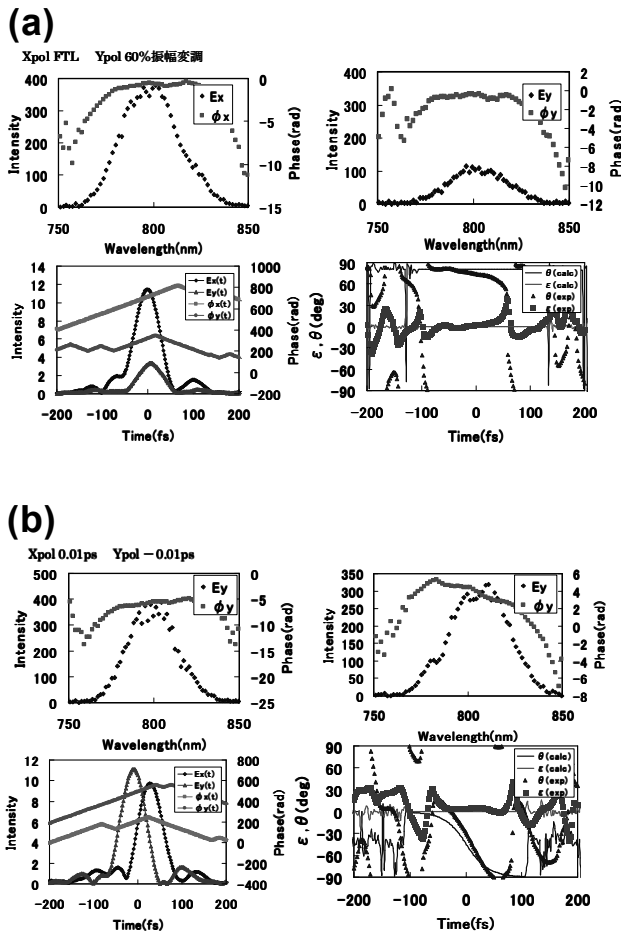 (a)
Xpol FTL Ypol 60%振幅変調
400
300
200
100
0
Intensity
750
800
850
Wavelength(nm)
0
-5
-10
-15
Phase(rad)
Ex
φx
400
300
200
100
0
Intensity
750
800
850
Wavelength(nm)
2
0
-2
-4
-6
-8
-10
-12
Phase(rad)
Ey
φy
14
12
10
8
6
4
2
0
Intensity
-200
-100
0
100
200
Time(fs)
1000
800
600
400
200
0
-200
Phase(rad)
Ex(t)
Ey(t)
φx(t)
φy(t)
90
60
30
0
-30
-60
-90
ε, θ(deg)
-200
-100
0
100
200
Time(fs)
θ(calc)
ε(calc)
θ(exp)
ε(exp)
(b)
Xpol 0.01ps Ypol −0.01ps
500
400
300
200
100
0
Intensity
750
800
850
Wavelength(nm)
0
-5
-10
-15
-20
-25
Phase(rad)
Ey
φy
350
300
250
200
150
100
50
0
Intensity
750
800
850
Wavelength(nm)
6
4
2
0
-2
-4
-6
-8
Phase(rad)
Ey
φy
12
10
8
6
4
2
0
Intensity
-200
-100
0
100
200
Time(fs)
800
600
400
200
0
-200
-400
Phase(rad)
Ex(t)
Ey(t)
φx(t)
φy(t)
90
60
30
0
-30
-60
-90
ε, θ(deg)
-200
-100
0
100
200
Time(fs)
θ(calc)
ε(calc)
θ(exp)
ε(exp)